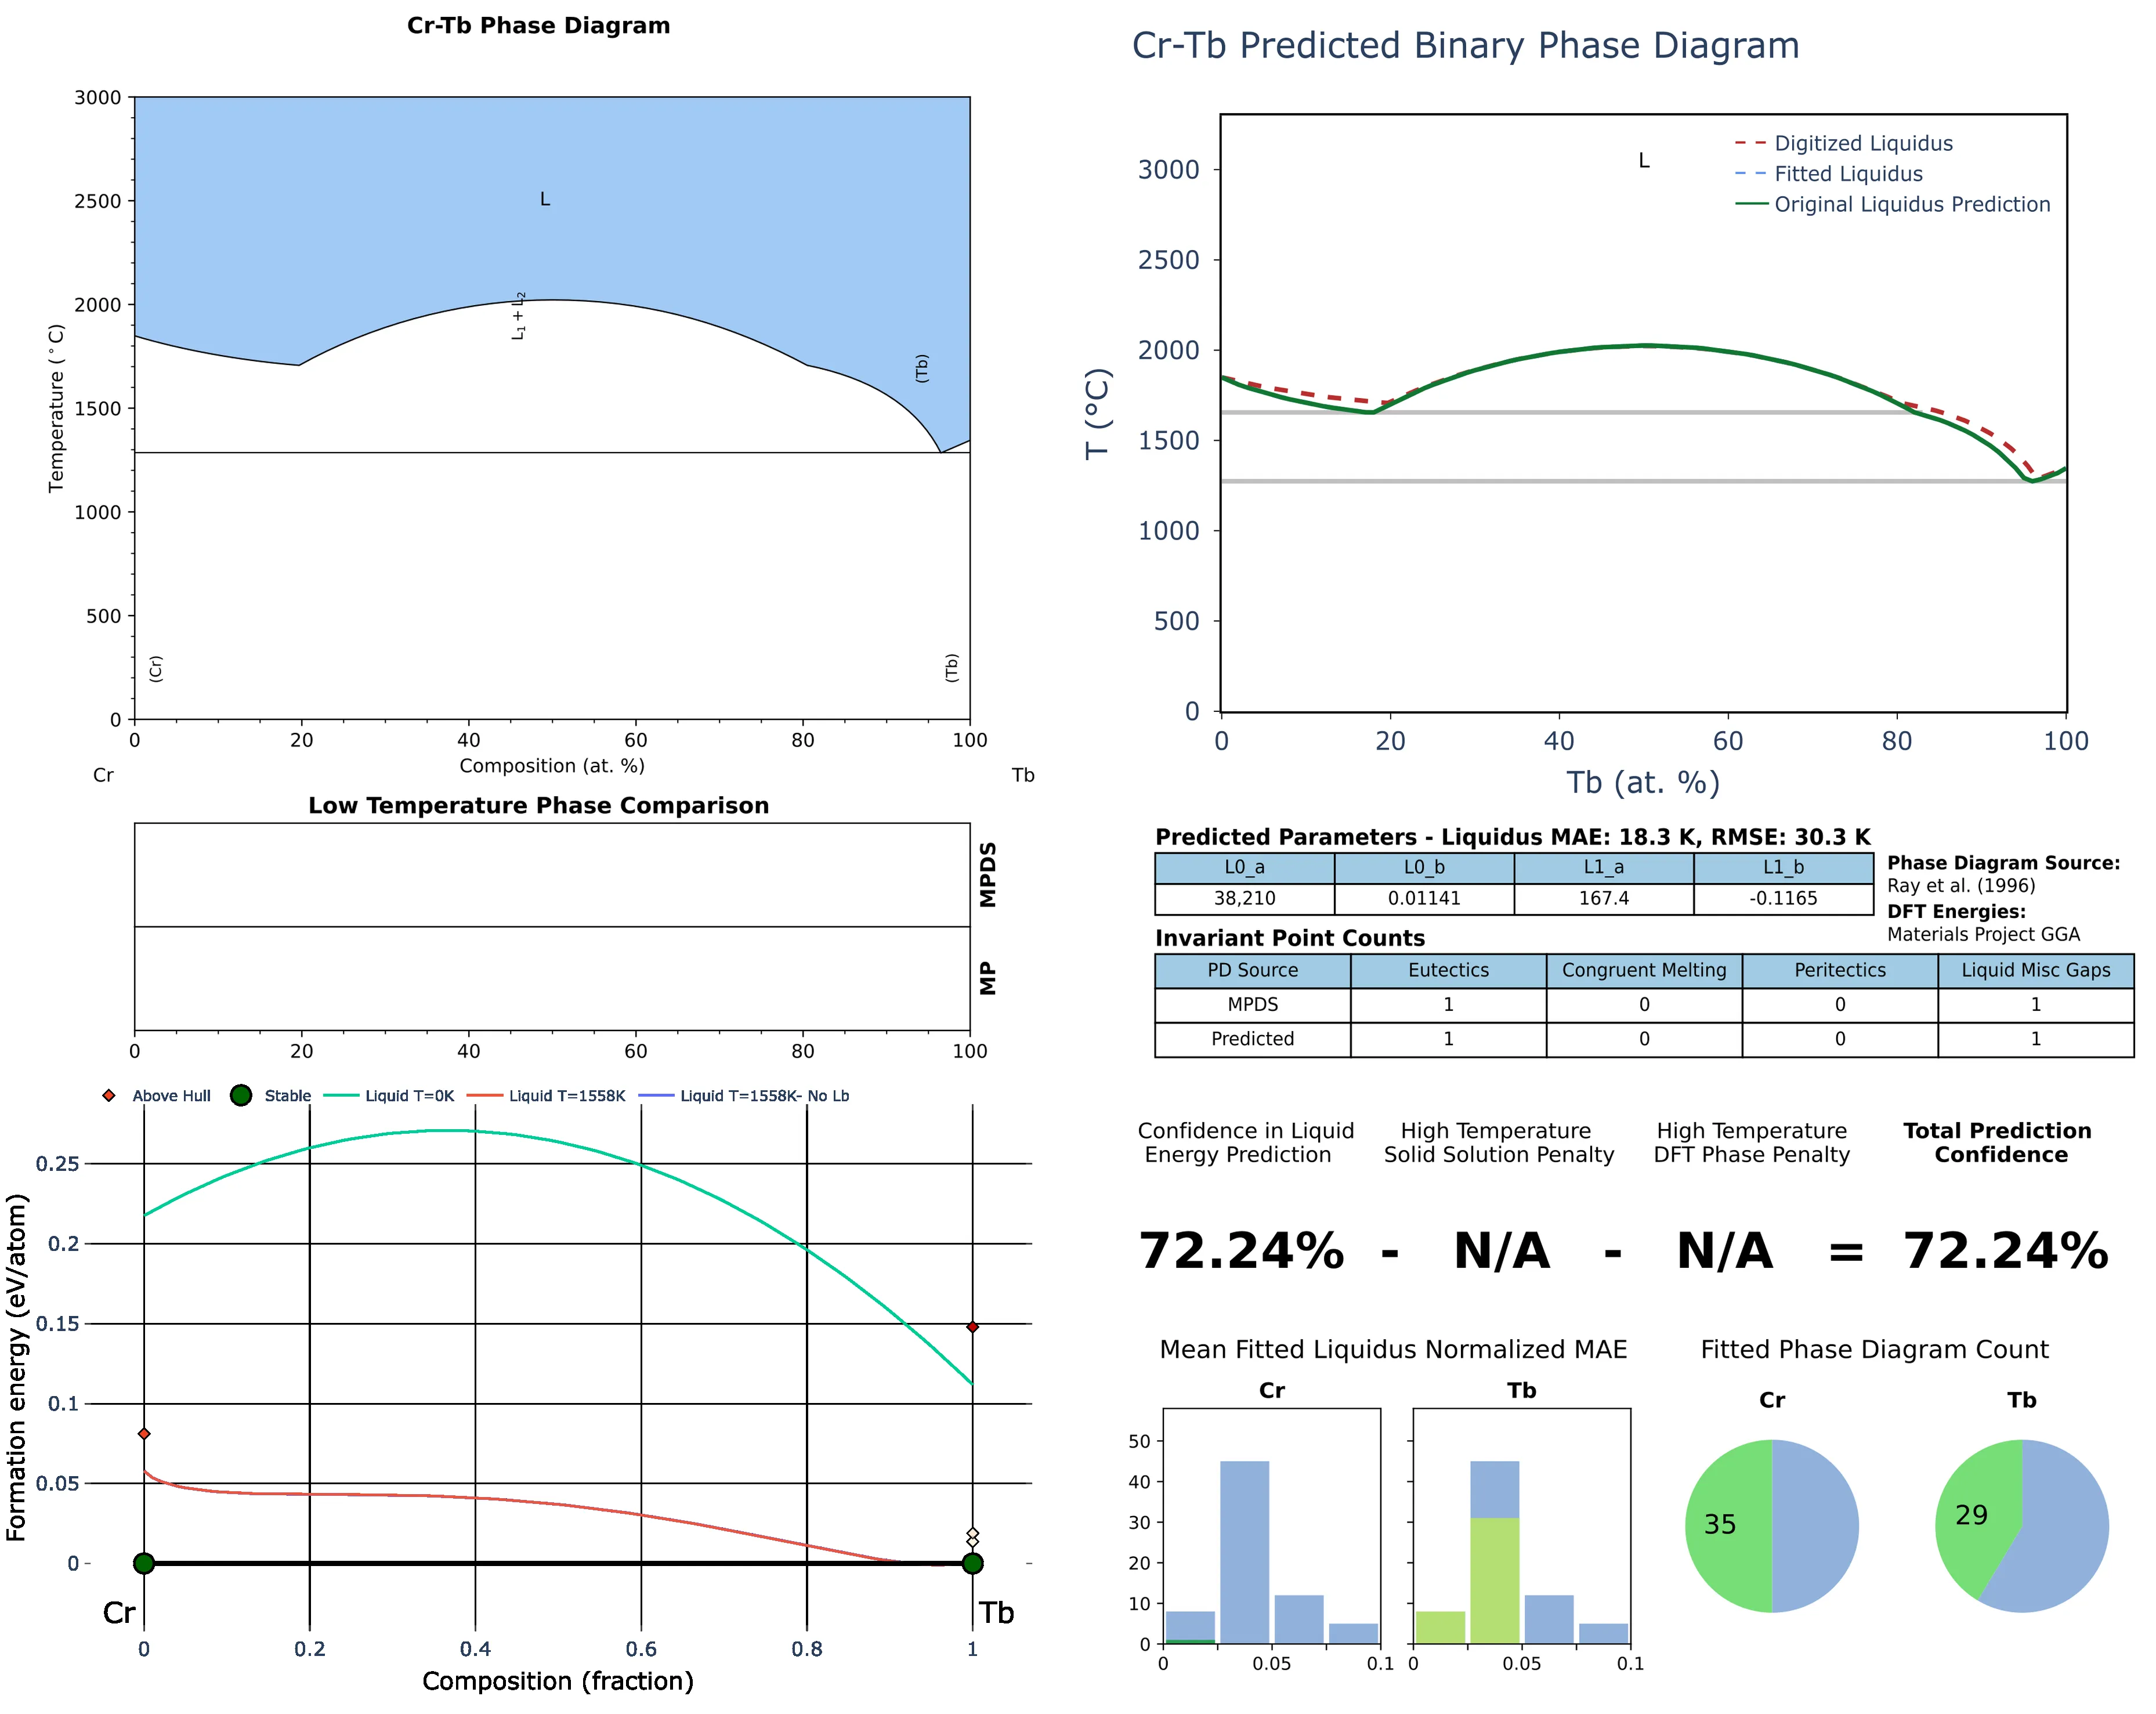 Cr-Tb Phase Diagram
3000
2500
2000
1500
1000
500
0
Temperature (°C)
L
L1 + L2
(Tb)
(Cr)
(Tb)
0 20 40 60 80 100
Composition (at. %)
Cr Tb
Cr-Tb Predicted Binary Phase Diagram
L
Digitized Liquidus
Fitted Liquidus
Original Liquidus Prediction
3000
2500
2000
1500
1000
500
0
T (°C)
0 20 40 60 80 100
Tb (at. %)
Low Temperature Phase Comparison
MPDS
MP
0 20 40 60 80 100
Predicted Parameters - Liquidus MAE: 18.3 K, RMSE: 30.3 K
L0_a L0_b L1_a L1_b
38,210 0.01141 167.4 -0.1165
Phase Diagram Source:
Ray et al. (1996)
DFT Energies:
Materials Project GGA
Invariant Point Counts
PD Source Eutectics Congruent Melting Peritectics Liquid Misc Gaps
MPDS 1 0 0 1
Predicted 1 0 0 1
Above Hull Stable Liquid T=0K Liquid T=1558K Liquid T=1558K- No Lb
0.25
0.2
0.15
0.1
0.05
0
Formation energy (eV/atom)
Cr Tb
0 0.2 0.4 0.6 0.8 1
Composition (fraction)
Confidence in Liquid
Energy Prediction
High Temperature
Solid Solution Penalty
High Temperature
DFT Phase Penalty
Total Prediction
Confidence
72.24% - N/A - N/A = 72.24%
Mean Fitted Liquidus Normalized MAE
Cr Tb
50
40
30
20
10
0
0 0.05 0.1 0 0.05 0.1
Fitted Phase Diagram Count
Cr Tb
35 29